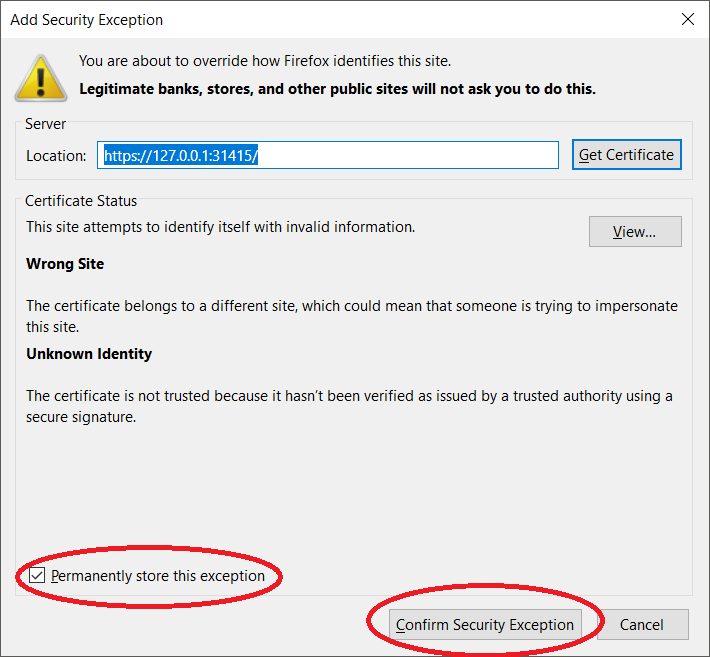 Add Security Exception
You are about to override how Firefox identifies this site.
Legitimate banks, stores, and other public sites will not ask you to do this.
Server
Location:
https://127.0.0.1:31415/
Get Certificate
Certificate Status
This site attempts to identify itself with invalid information.
View...
Wrong Site
The certificate belongs to a different site, which could mean that someone is trying to impersonate
this site.
Unknown Identity
The certificate is not trusted because it hasn’t been verified as issued by a trusted authority using a
secure signature.
Permanently store this exception
Confirm Security Exception
Cancel